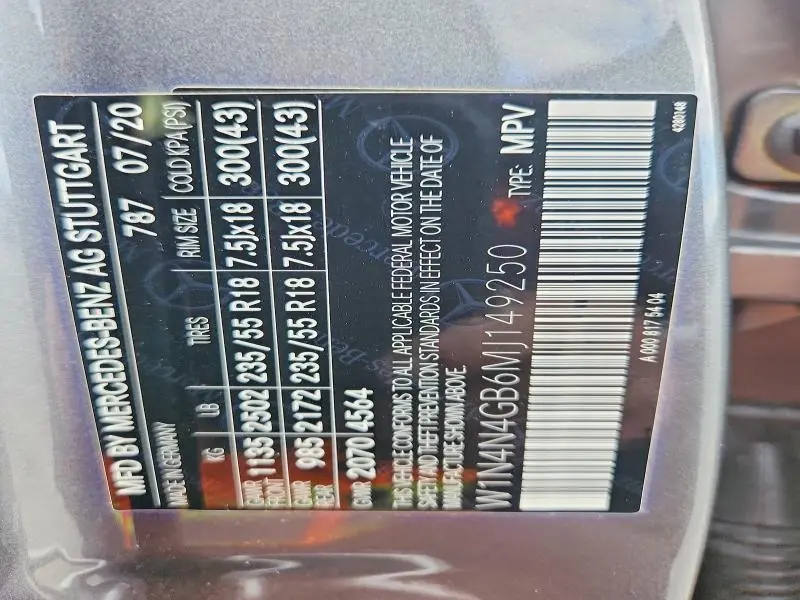 MFD BY MERCEDES-BENZ AG STUTTGART
MADE IN GERMANY 787 07/20
KG LB TIRES RIM SIZE COLD KPA (PSI)
GAWR FRONT 1135 2502 235/55 R18 7.5Jx18 300(43)
GAWR REAR 985 2172 235/55 R18 7.5Jx18 300(43)
GVWR 2070 4564
THIS VEHICLE CONFORMS TO ALL APPLICABLE FEDERAL MOTOR VEHICLE
SAFETY AND THEFT PREVENTION STANDARDS IN EFFECT ON THE DATE OF
MANUFACTURE SHOWN ABOVE.
W1N4N4GB6MJ149250 TYPE: MPV
A 000 817 54 04 4280148